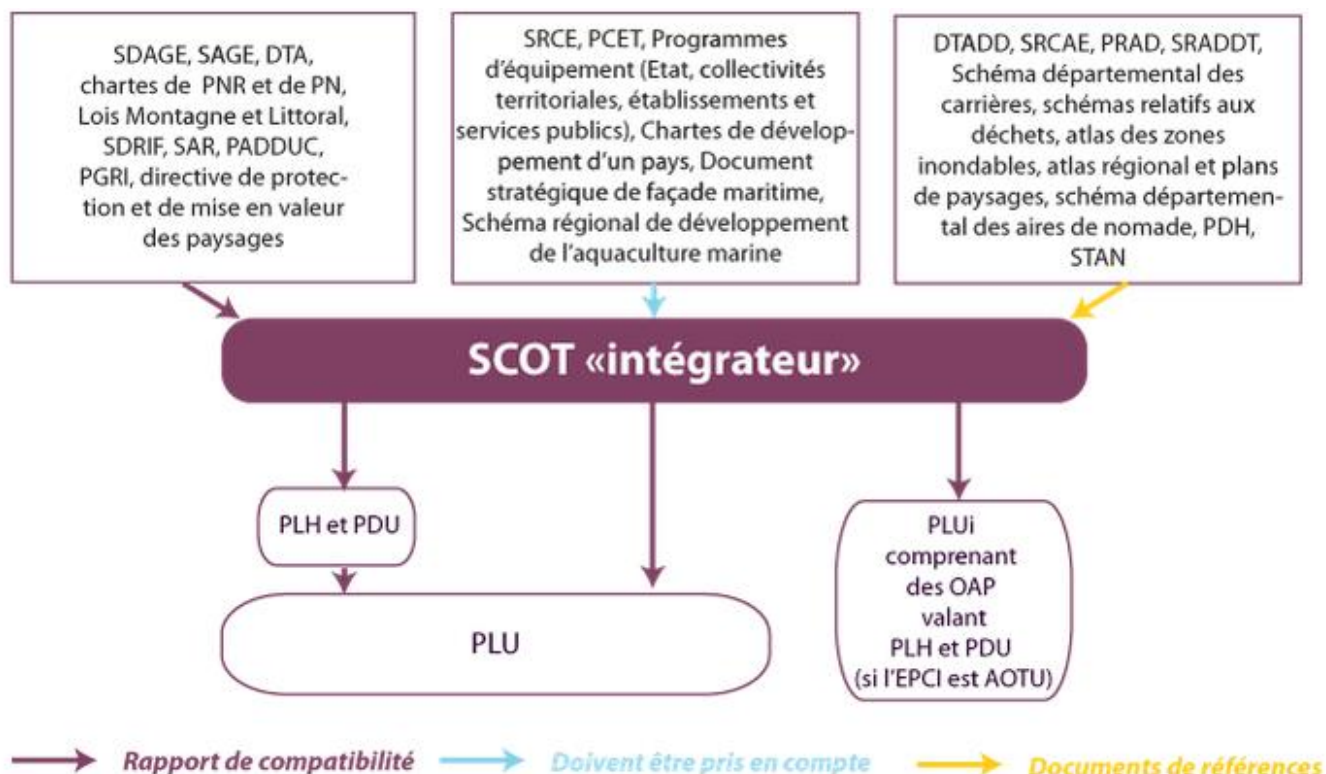 SDAGE, SAGE, DTA,
chartes de PNR et de PN,
Lois Montagne et Littoral,
SDRIF, SAR, PADDUC,
PGRI, directive de protec-
tion et de mise en valeur
des paysages
SRCE, PCET, Programmes
d'équipement (Etat, collectivités
territoriales, établissements et
services publics), Chartes de dévelop-
pement d'un pays, Document
stratégique de façade maritime,
Schéma régional de développement
de l'aquaculture marine
DTADD, SRCAE, PRAD, SRADDT,
Schéma départemental des
carrières, schémas relatifs aux
déchets, atlas des zones
inondables, atlas régional et plans
de paysages, schéma départemen-
tal des aires de nomade, PDH,
STAN
SCOT «intégrateur»
PLH et PDU
PLU
PLUi
comprenant
des OAP
valant
PLH et PDU
(si l'EPCI est AOTU)
Rapport de compatibilité
Doivent être pris en compte
Documents de références